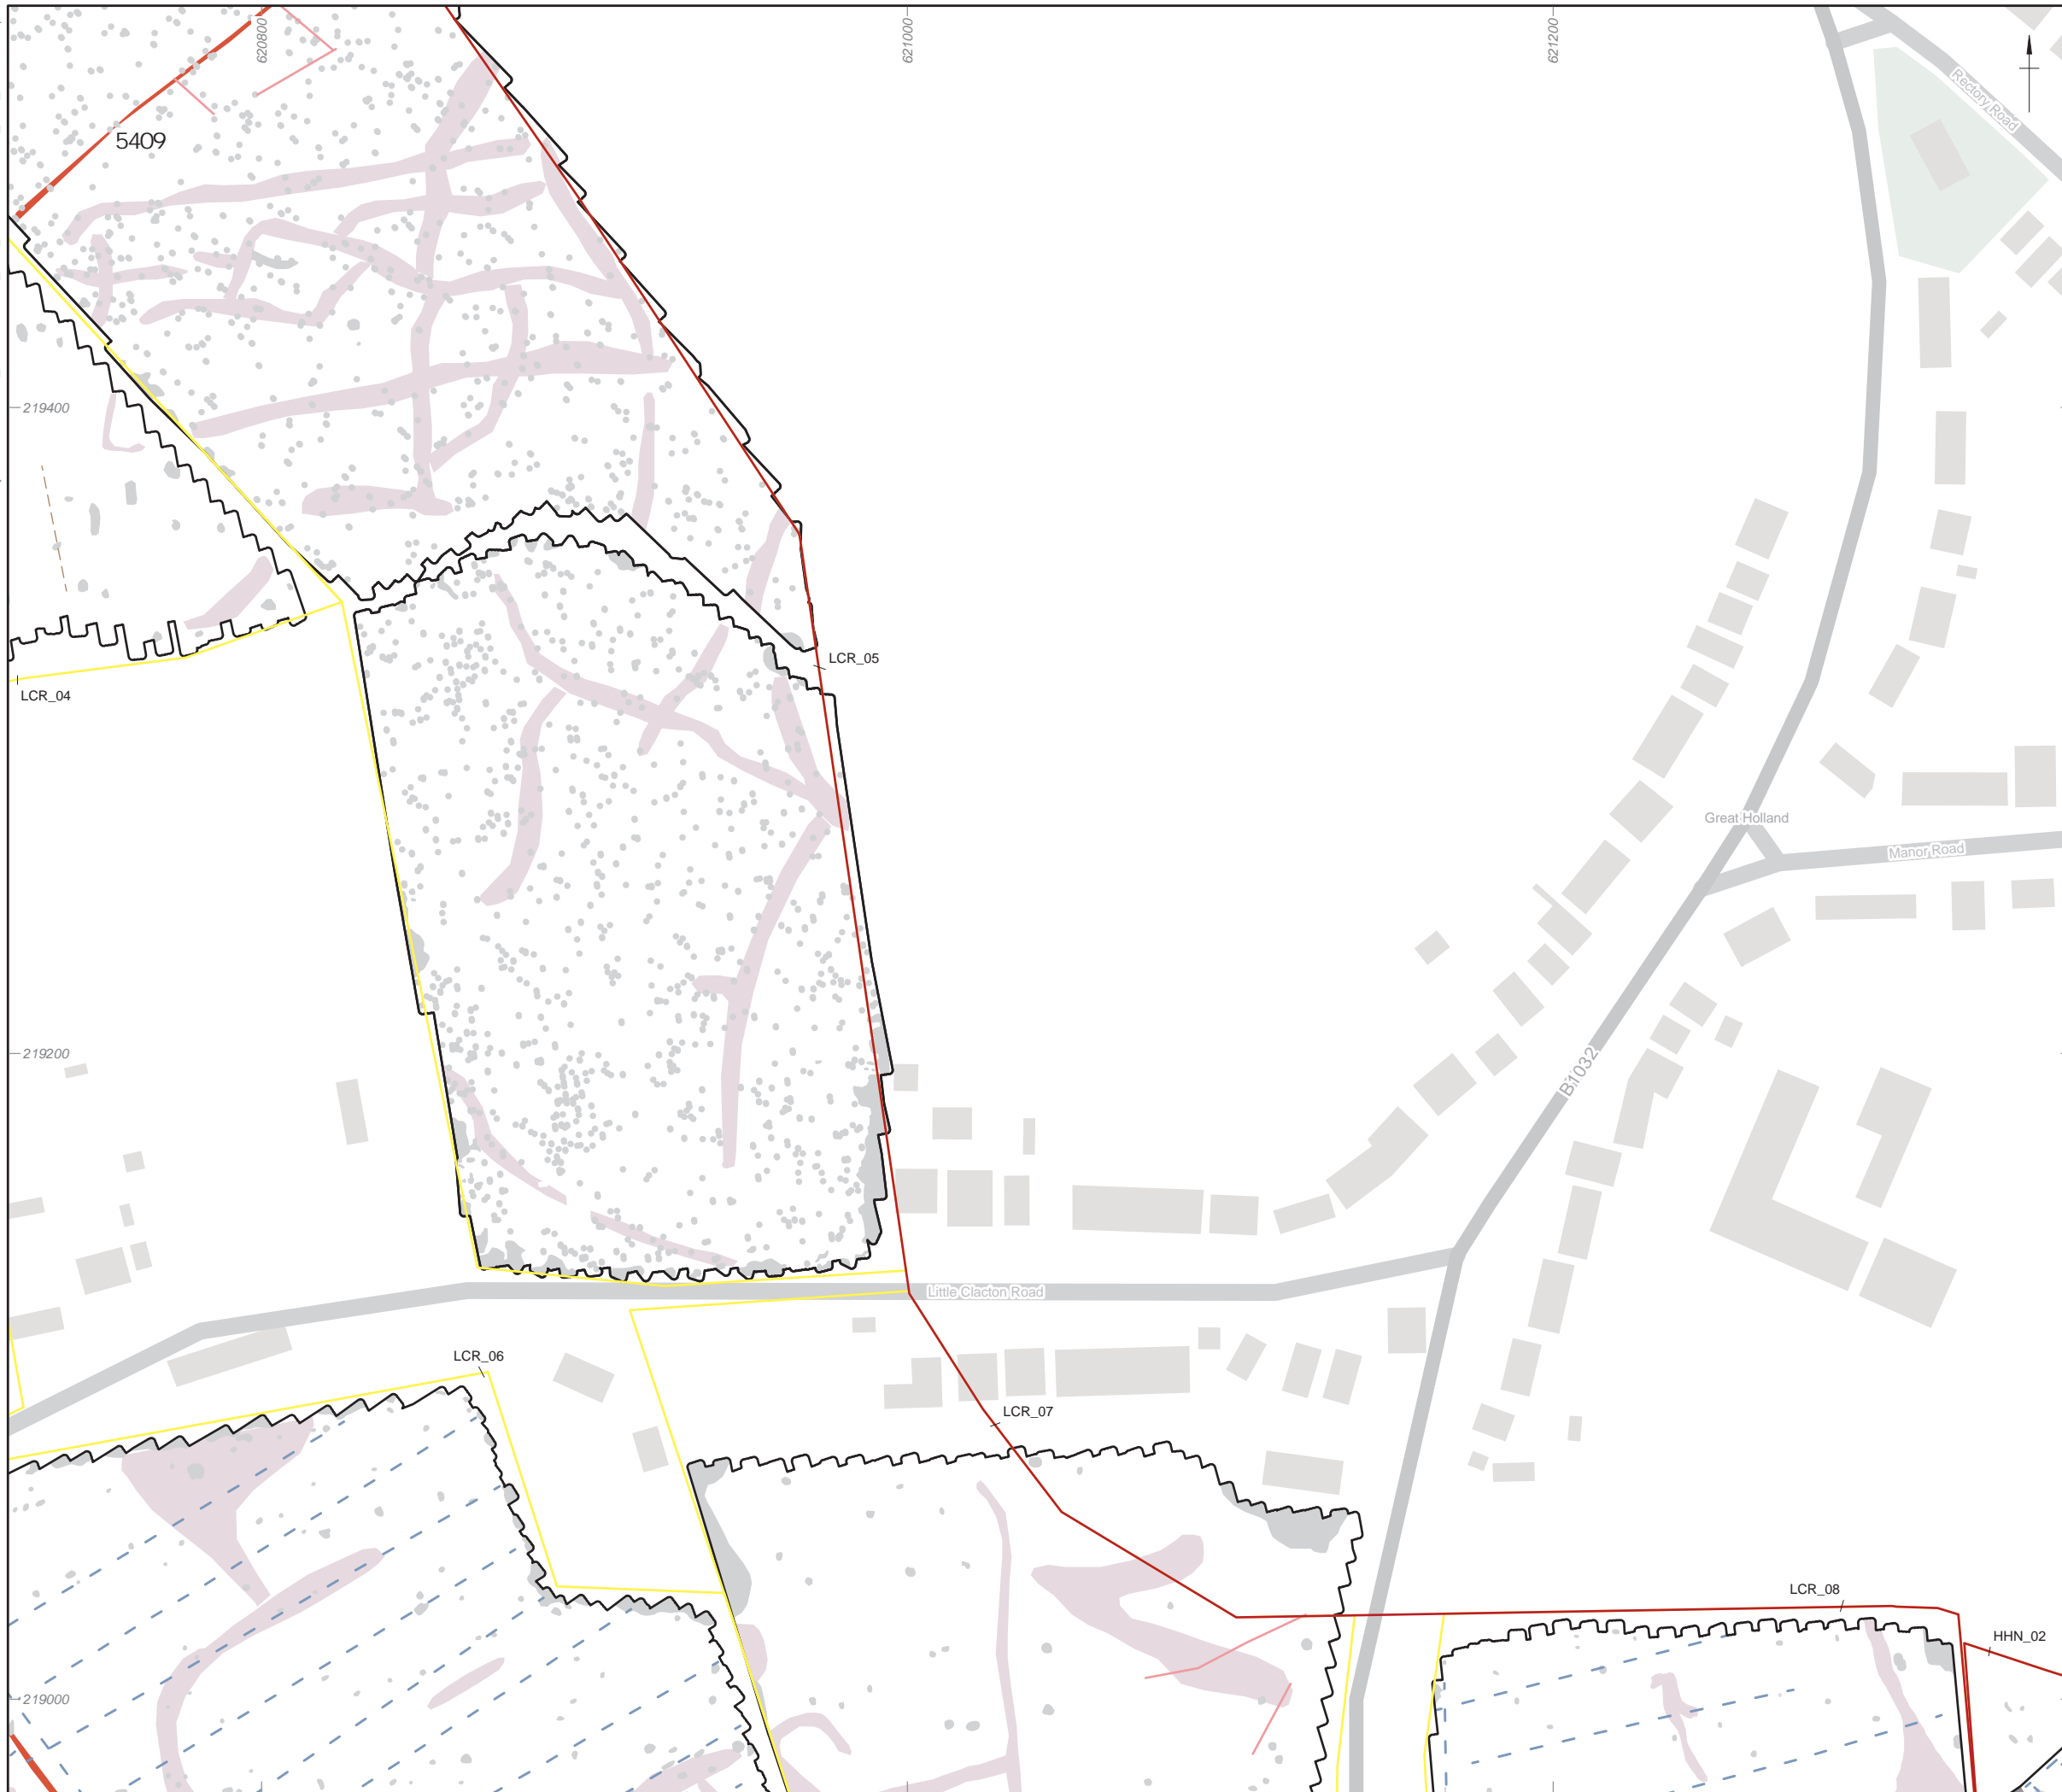 620800
621000
621200
Rectory Road
5409
219400
LCR_05
LCR_04
Great Holland
Manor Road
219200
B1032
Little Clacton Road
LCR_06
LCR_07
LCR_08
HHN_02
219000